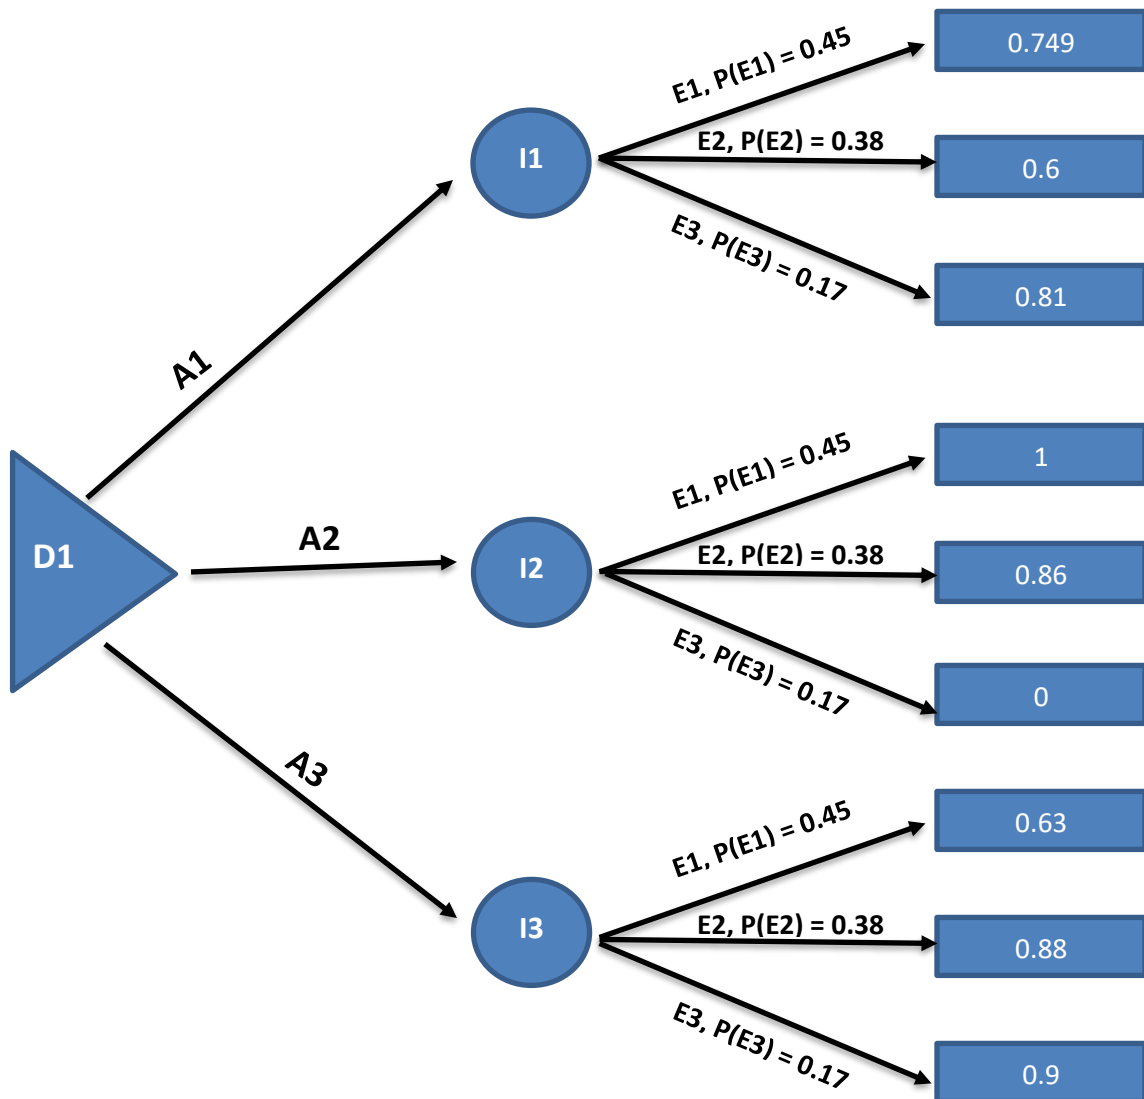 E1, P(E1) = 0.45
0.749
I1
E2, P(E2) = 0.38
0.6
E3, P(E3) = 0.17
0.81
A1
D1
A2
E1, P(E1) = 0.45
1
I2
E2, P(E2) = 0.38
0.86
E3, P(E3) = 0.17
0
A3
E1, P(E1) = 0.45
0.63
I3
E2, P(E2) = 0.38
0.88
E3, P(E3) = 0.17
0.9